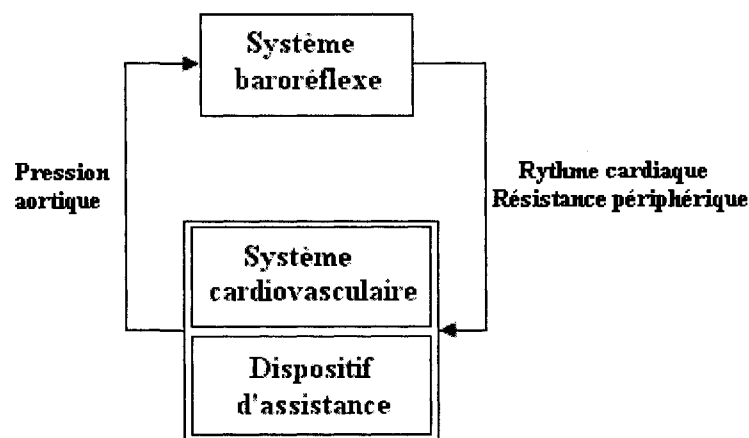 Système
baroréflexe
Pression
aortique
Rythme cardiaque
Résistance périphérique
Système
cardiovasculaire
Dispositif
d'assistance